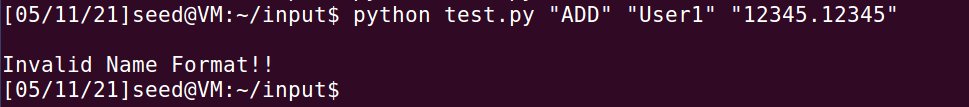 [05/11/21]seed@VM:~/input$ python test.py "ADD" "User1" "12345.12345"
Invalid Name Format!!
[05/11/21]seed@VM:~/input$